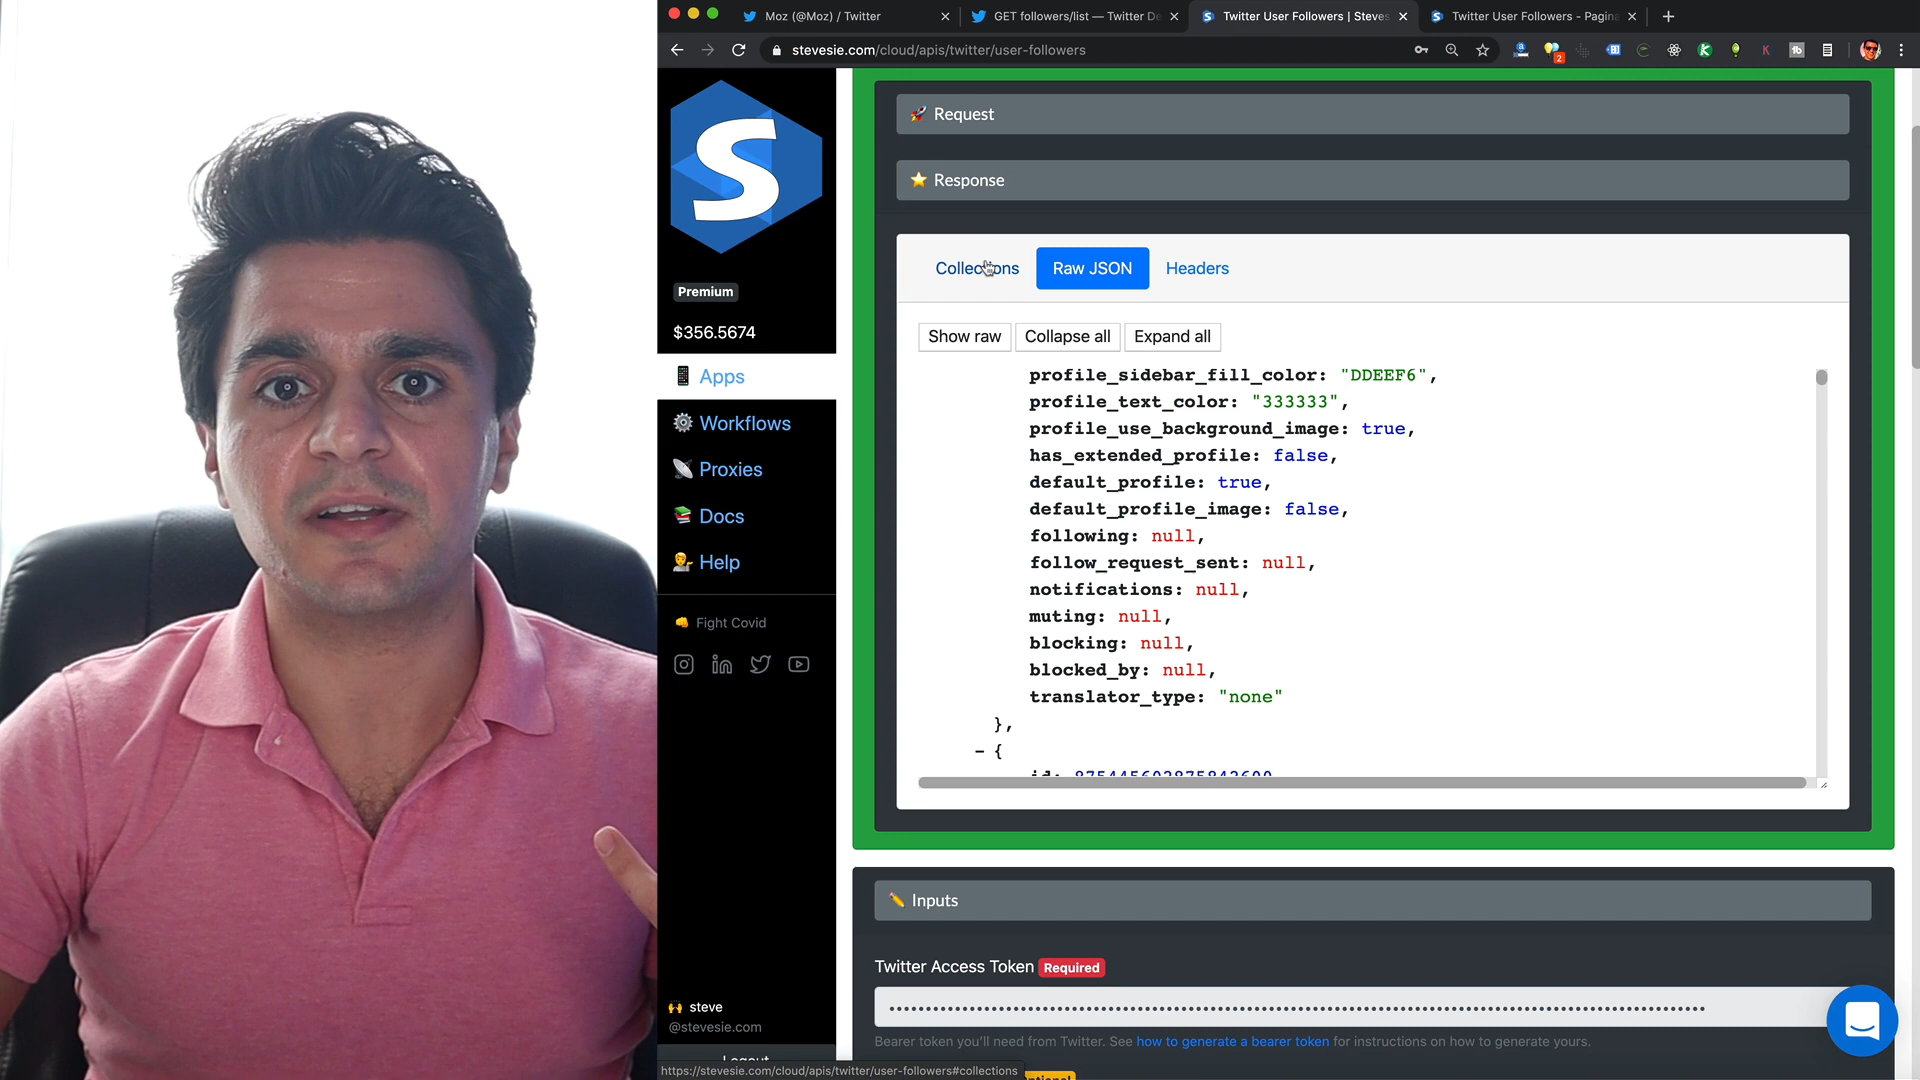 Moz (@Moz) / Twitter
GET followers/list — Twitter De
Twitter User Followers | Steves
Twitter User Followers - Pagina
stevesie.com/cloud/apis/twitter/user-followers
2
S
Premium
$356.5674
Apps
Workflows
Proxies
Docs
Help
Fight Covid
steve
@stevesie.com
Logout
https://stevesie.com/cloud/apis/twitter/user-followers#collections
Request
Response
Collections
Raw JSON
Headers
Show raw
Collapse all
Expand all
profile_sidebar_fill_color: "DDEEF6",
profile_text_color: "333333",
profile_use_background_image: true,
has_extended_profile: false,
default_profile: true,
default_profile_image: false,
following: null,
follow_request_sent: null,
notifications: null,
muting: null,
blocking: null,
blocked_by: null,
translator_type: "none"
},
- {
id: 875445602875842600
Inputs
Twitter Access Token Required
Bearer token you'll need from Twitter. See how to generate a bearer token for instructions on how to generate yours.